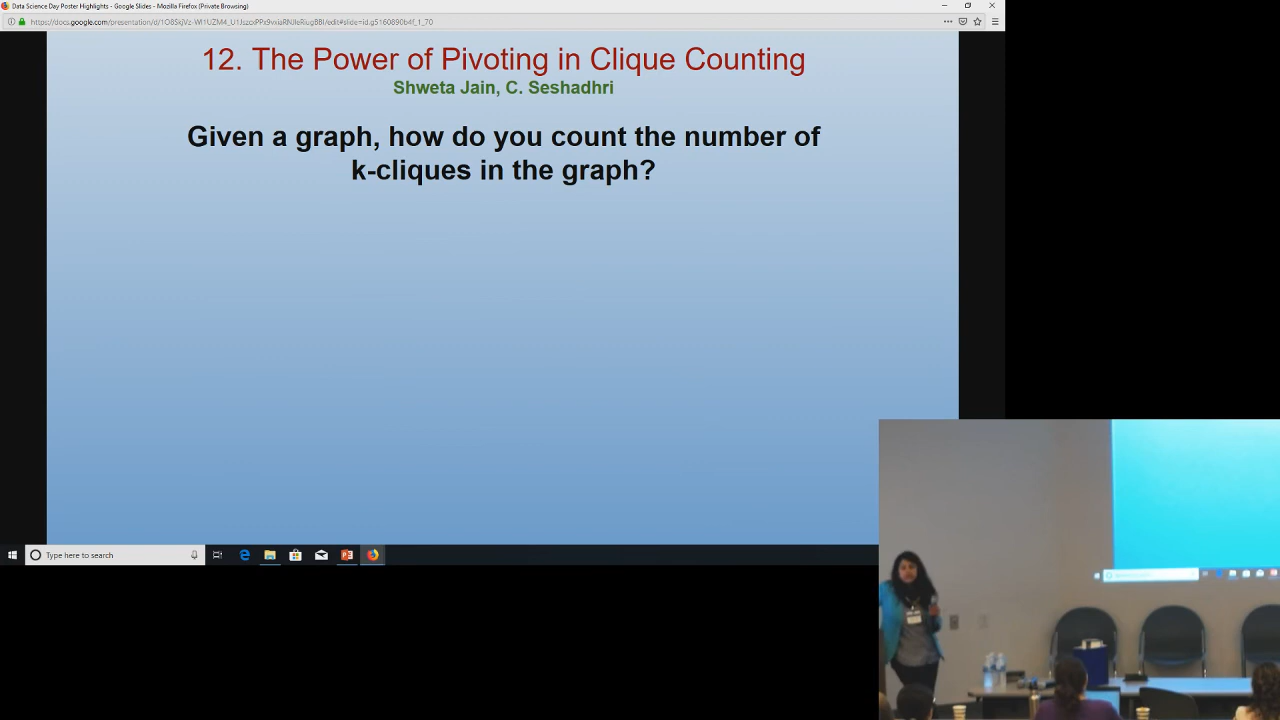 Data Science Day Poster Highlights - Google Slides - Mozilla Firefox (Private Browsing)
12. The Power of Pivoting in Clique Counting
Shweta Jain, C. Seshadhri
Given a graph, how do you count the number of
k-cliques in the graph?
Type here to search